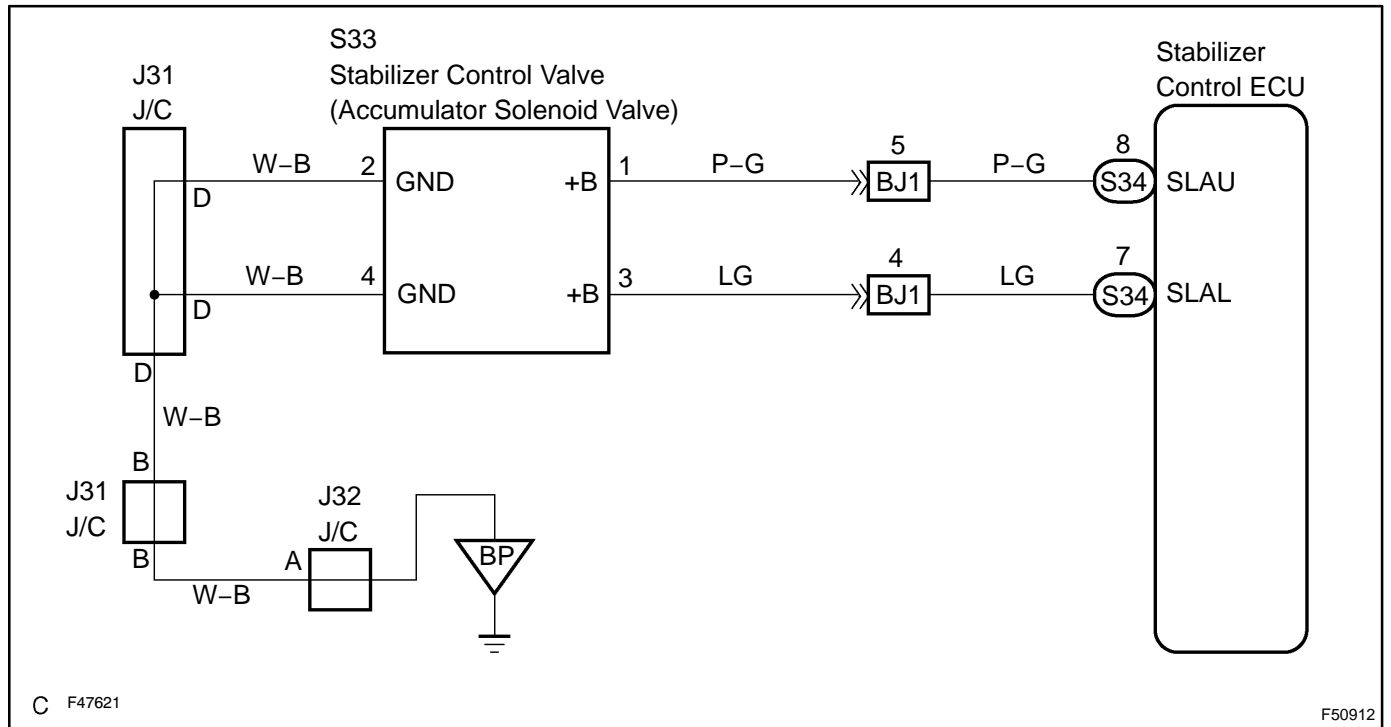 S33
Stabilizer Control Valve
(Accumulator Solenoid Valve)
J31
J/C
Stabilizer
Control ECU
W–B
2
GND
+B
1
P–G
5
BJ1
P–G
8
S34
SLAU
D
W–B
4
GND
+B
3
LG
4
BJ1
LG
7
S34
SLAL
D
D
W–B
B
J31
J/C
B
W–B
J32
J/C
A
BP
C F47621
F50912